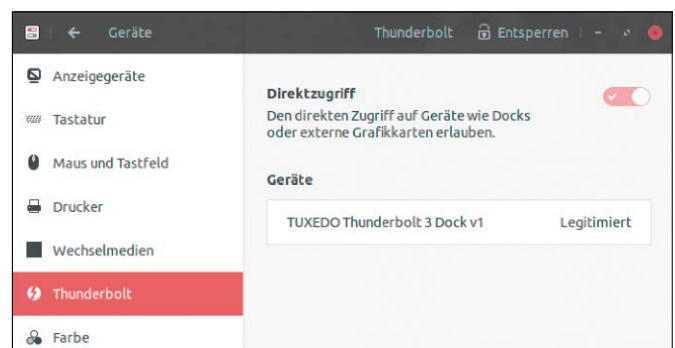 Geräte
Thunderbolt
Entsperren
Anzeigegeräte
Tastatur
Maus und Tastfeld
Drucker
Wechselmedien
Thunderbolt
Farbe
Direktzugriff
Den direkten Zugriff auf Geräte wie Docks
oder externe Grafikkarten erlauben.
Geräte
TUXEDO Thunderbolt 3 Dock v1 Legitimiert